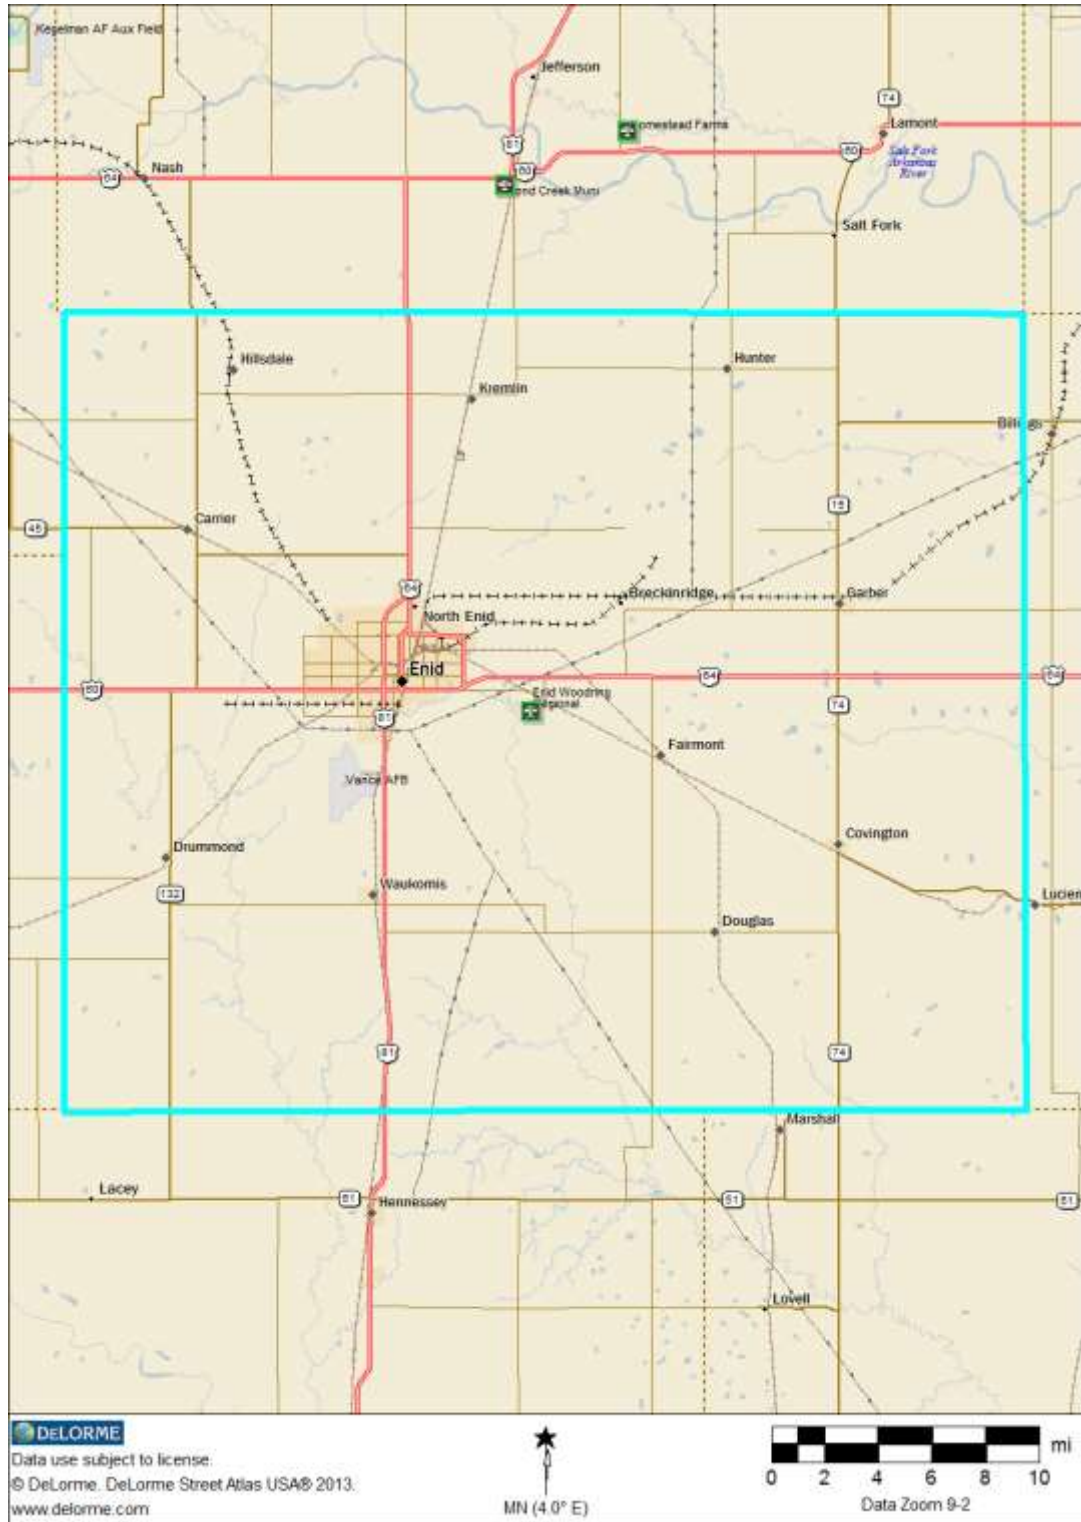 Kegelman AF Aux Field
Jefferson
74
Lamont
omestead Farms
81
60
60
Salt Fork
Arkansas
River
Nash
64
ond Creek Muni
Salt Fork
Hillsdale
Hunter
Kremlin
Billings
15
Carrier
45
64
Breckinridge
Garber
North Enid
Enid
64
64
60
Enid Woodring
Regional
74
81
Fairmont
Vance AFB
Covington
Drummond
Waukomis
132
Lucien
Douglas
81
74
Marshall
Lacey
51
Hennessey
51
51
Lovell
DELORME
Data use subject to license.
© DeLorme. DeLorme Street Atlas USA® 2013.
www.delorme.com
MN (4.0° E)
mi
0 2 4 6 8 10
Data Zoom 9-2